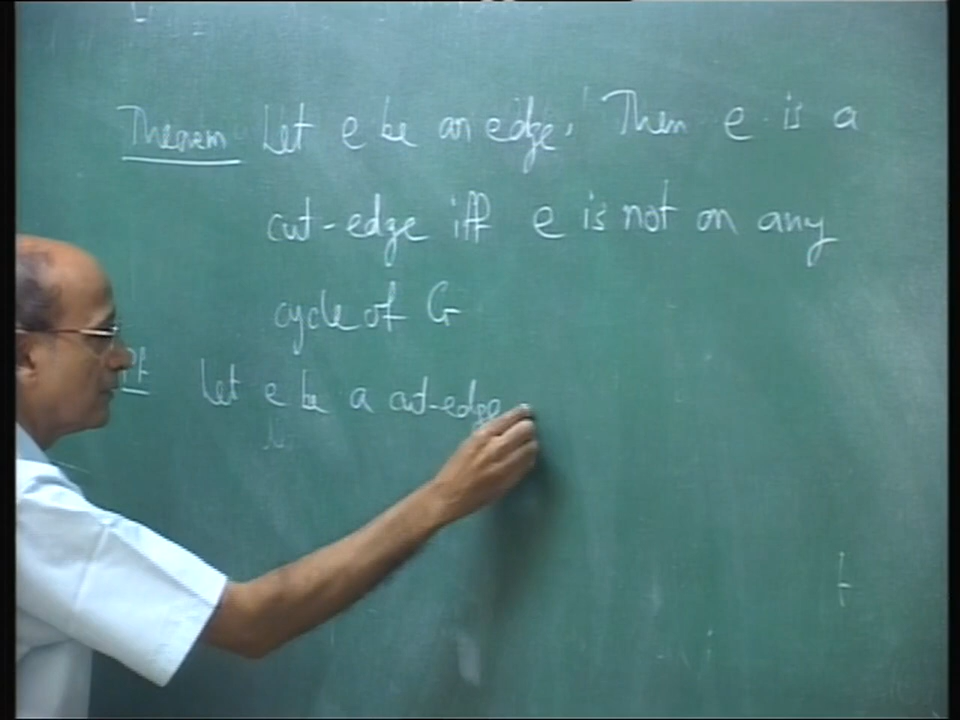 Theorem Let e be an edge. Then e is a
cut-edge iff e is not on any
cycle of G
Pf Let e be a cut-edge